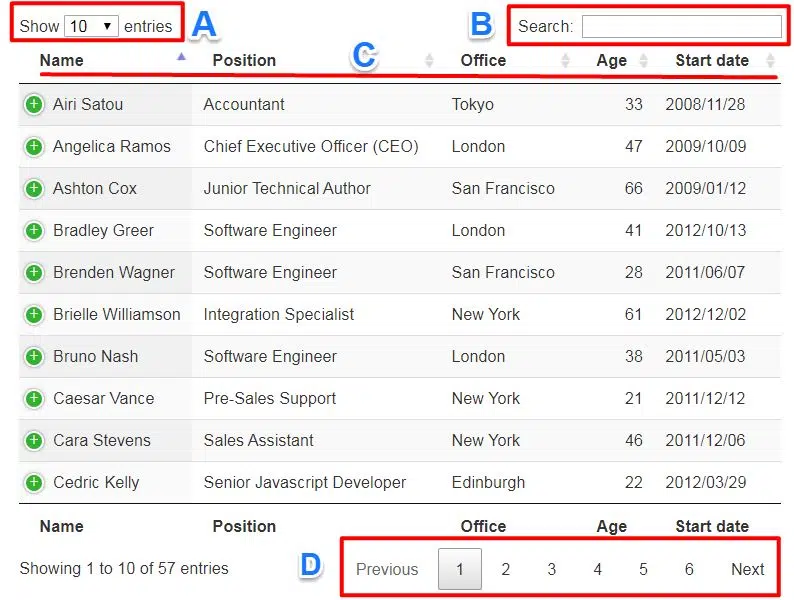 Show 10 entries A B Search:
Name Position C Office Age Start date
Airi Satou Accountant Tokyo 33 2008/11/28
Angelica Ramos Chief Executive Officer (CEO) London 47 2009/10/09
Ashton Cox Junior Technical Author San Francisco 66 2009/01/12
Bradley Greer Software Engineer London 41 2012/10/13
Brenden Wagner Software Engineer San Francisco 28 2011/06/07
Brielle Williamson Integration Specialist New York 61 2012/12/02
Bruno Nash Software Engineer London 38 2011/05/03
Caesar Vance Pre-Sales Support New York 21 2011/12/12
Cara Stevens Sales Assistant New York 46 2011/12/06
Cedric Kelly Senior Javascript Developer Edinburgh 22 2012/03/29
Name Position Office Age Start date
Showing 1 to 10 of 57 entries D Previous 1 2 3 4 5 6 Next